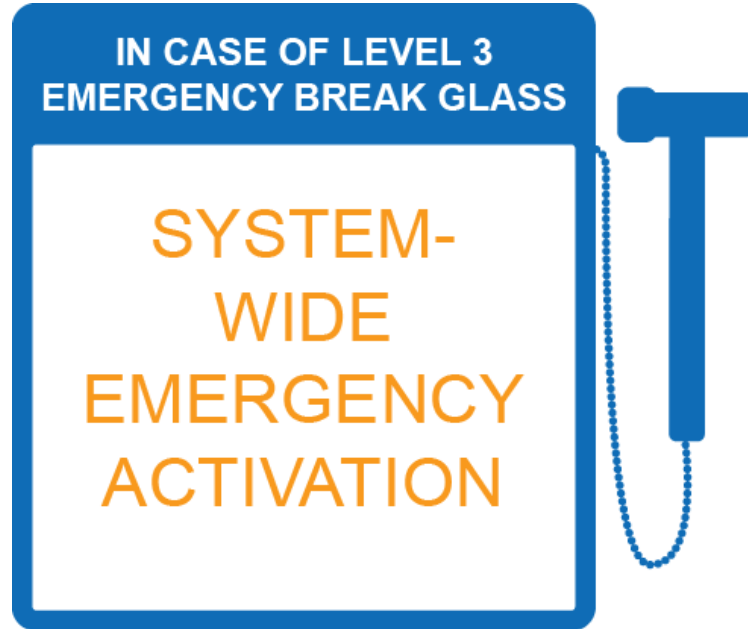 IN CASE OF LEVEL 3
EMERGENCY BREAK GLASS
SYSTEM-
WIDE
EMERGENCY
ACTIVATION